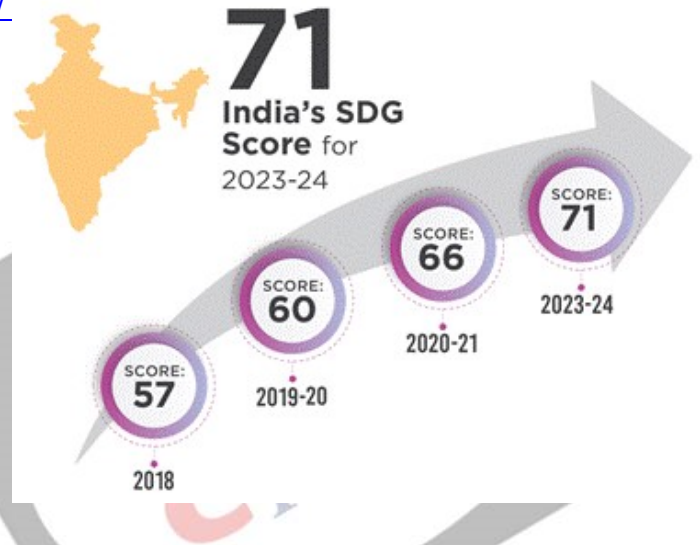 71
India's SDG
Score for
2023-24
SCORE:
57
2018
SCORE:
60
2019-20
SCORE:
66
2020-21
SCORE:
71
2023-24